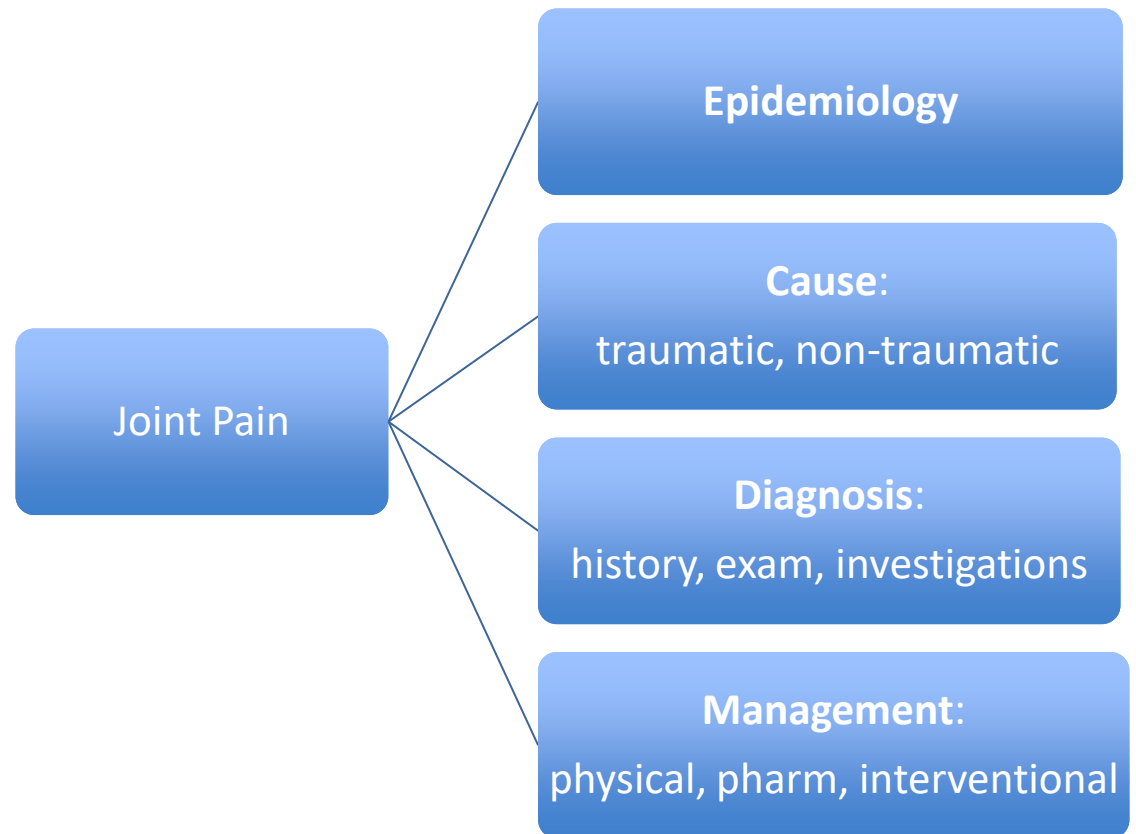 Epidemiology
Cause:
traumatic, non-traumatic
Joint Pain
Diagnosis:
history, exam, investigations
Management:
physical, pharm, interventional